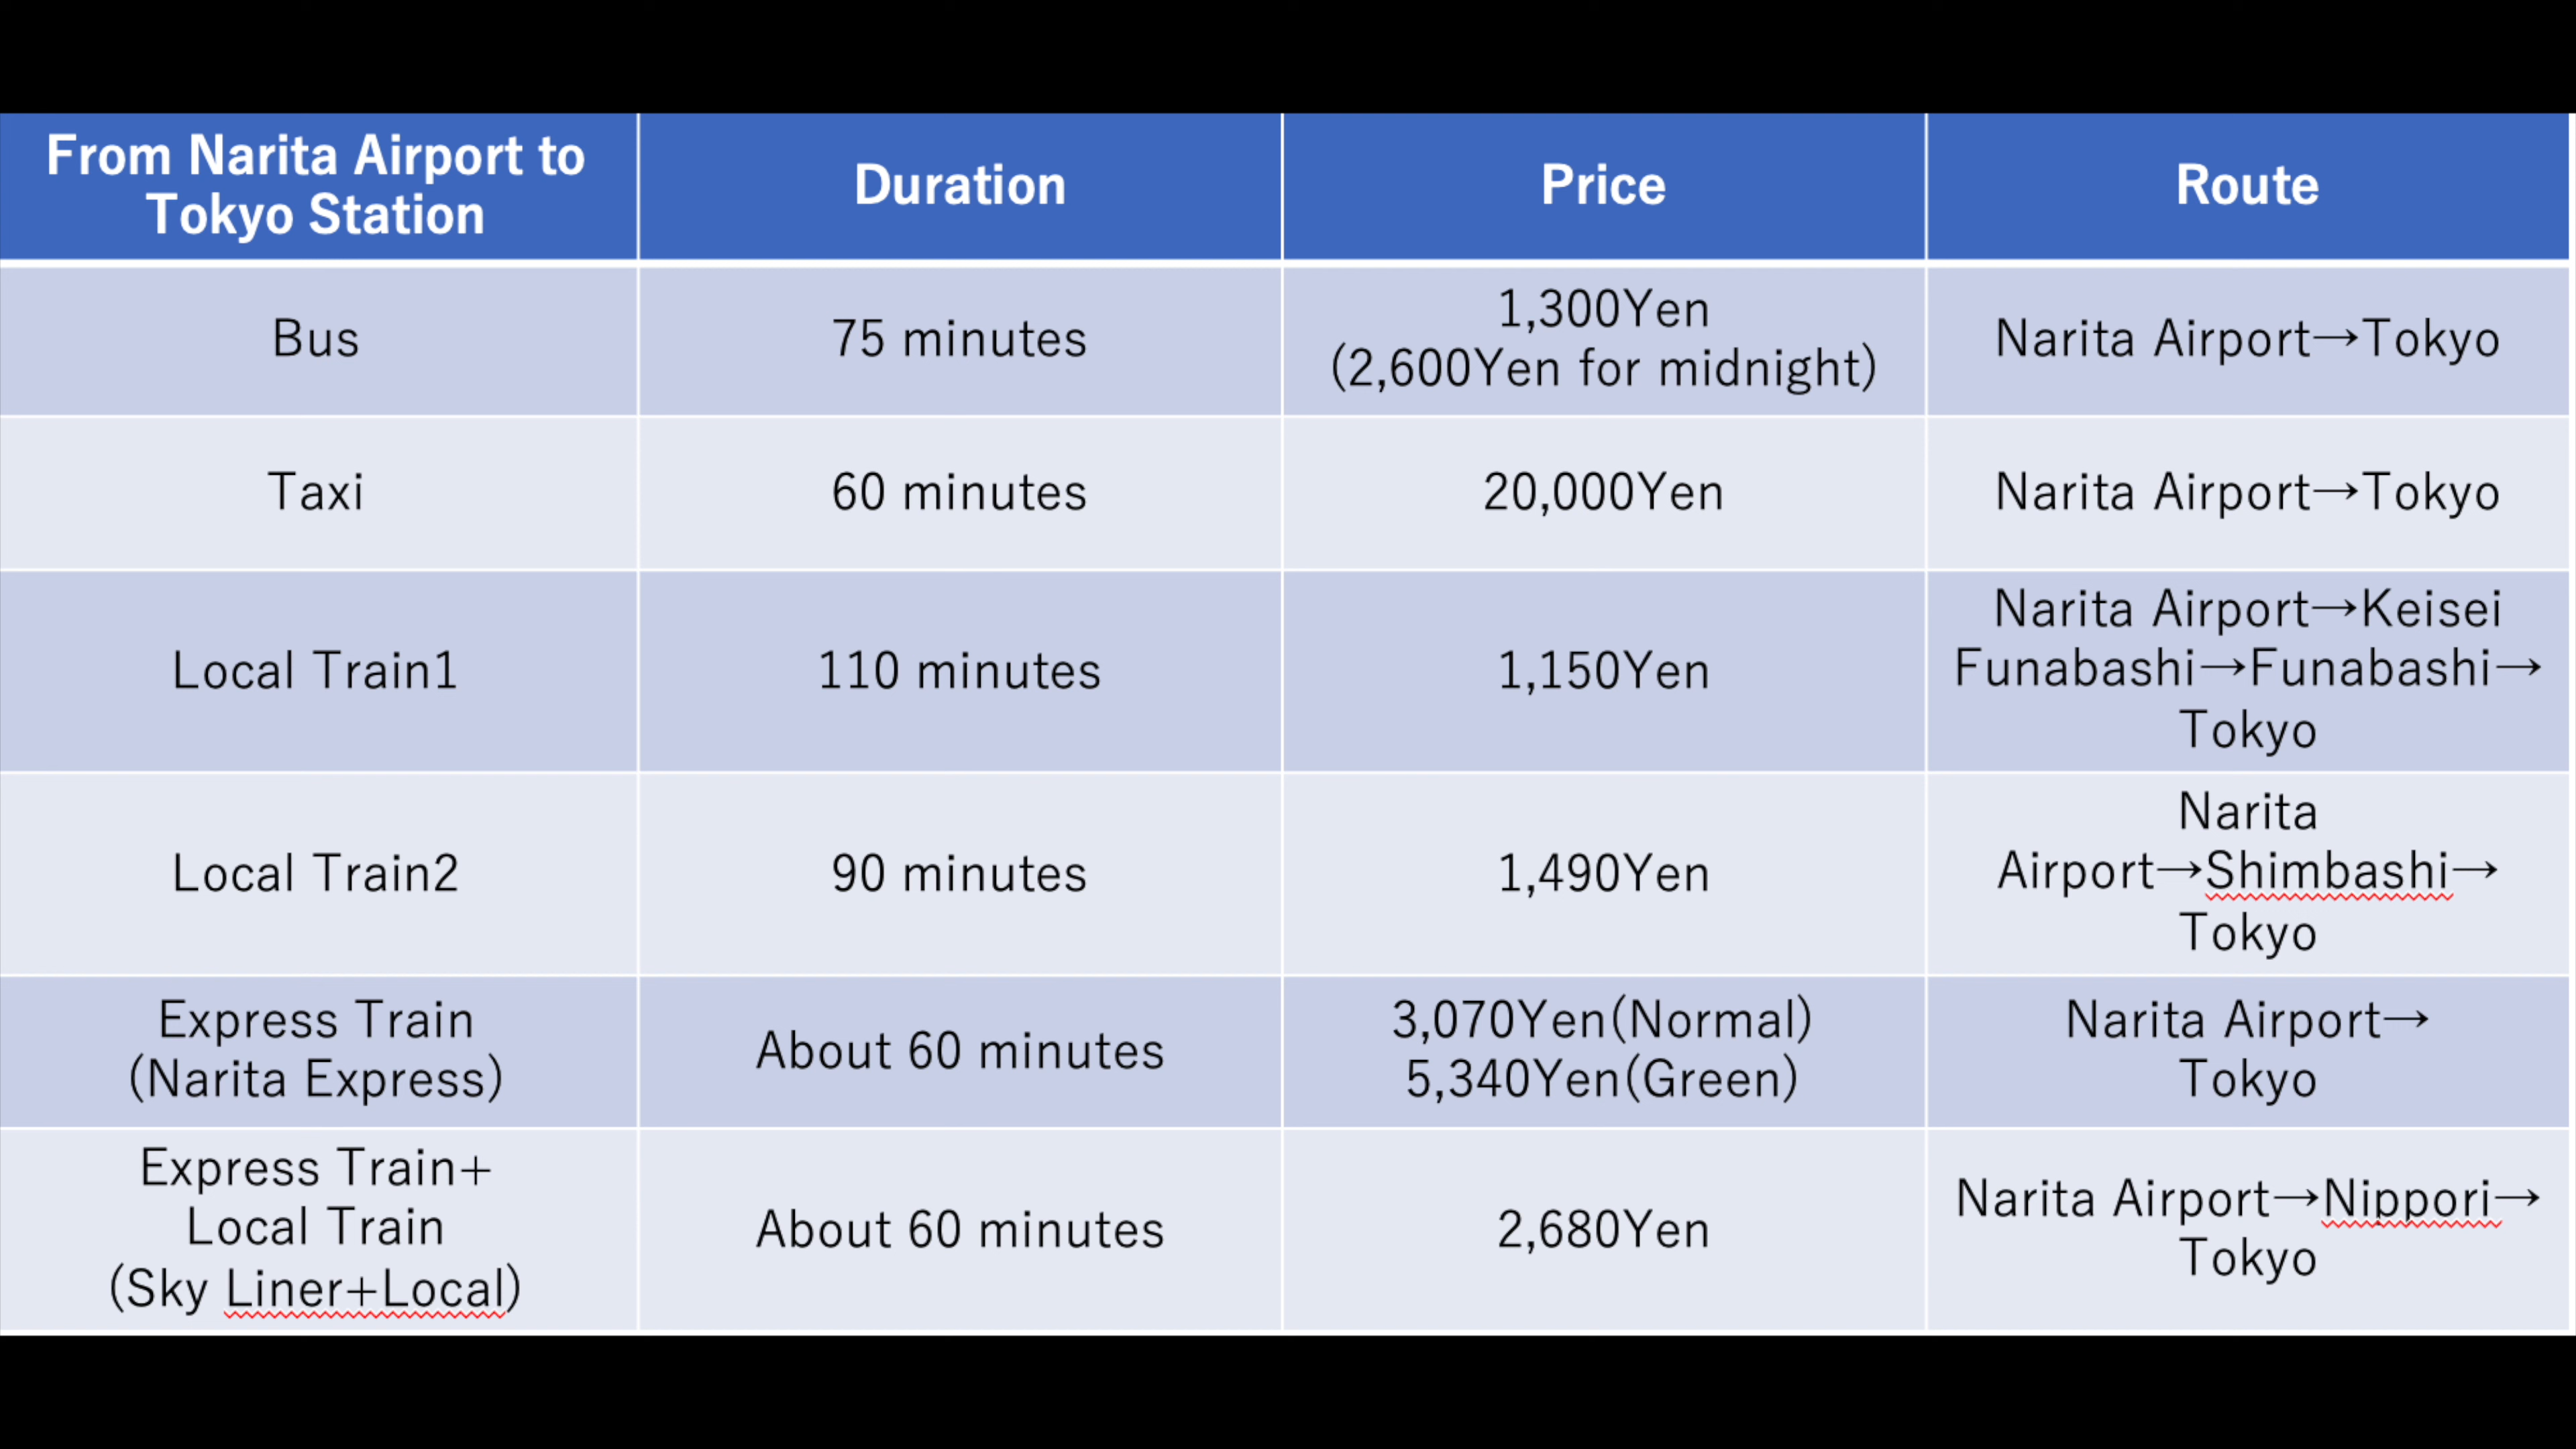 From Narita Airport to
Tokyo Station
Duration
Price
Route
Bus
75 minutes
1,300Yen
(2,600Yen for midnight)
Narita Airport→Tokyo
Taxi
60 minutes
20,000Yen
Narita Airport→Tokyo
Local Train1
110 minutes
1,150Yen
Narita Airport→Keisei
Funabashi→Funabashi→
Tokyo
Local Train2
90 minutes
1,490Yen
Narita
Airport→Shimbashi→
Tokyo
Express Train
(Narita Express)
About 60 minutes
3,070Yen(Normal)
5,340Yen(Green)
Narita Airport→
Tokyo
Express Train+
Local Train
(Sky Liner+Local)
About 60 minutes
2,680Yen
Narita Airport→Nippori→
Tokyo